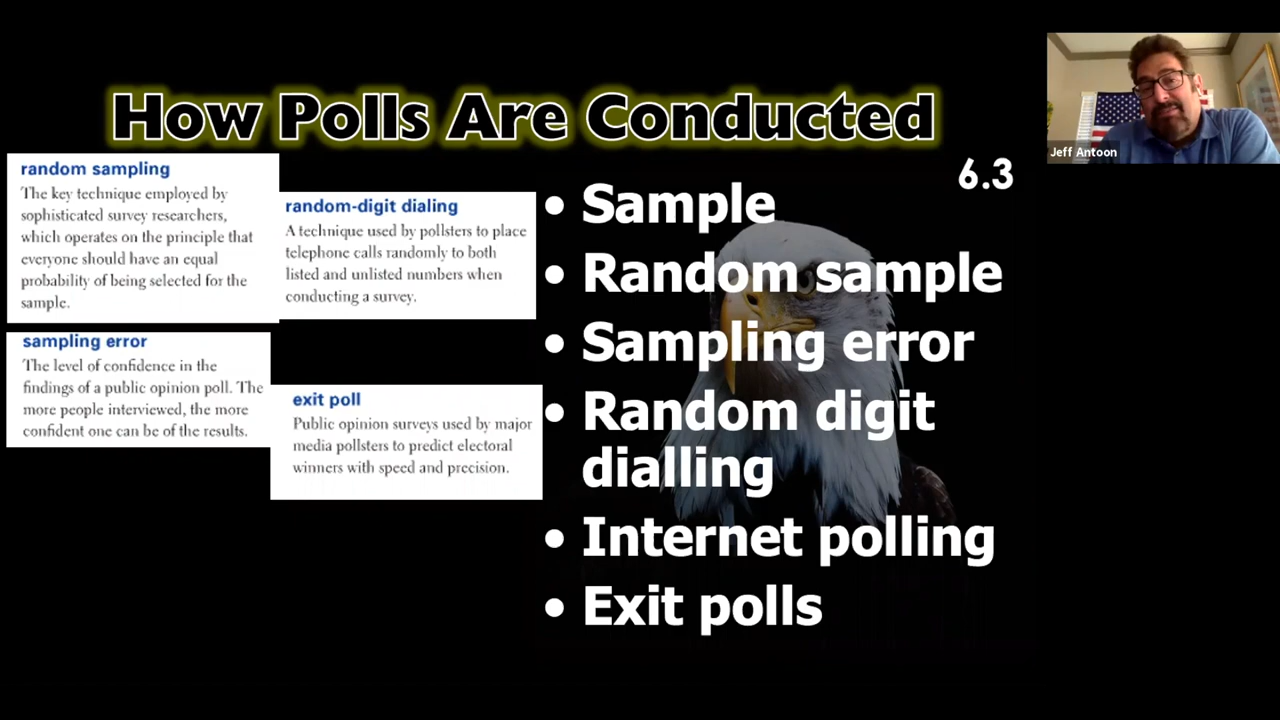 How Polls Are Conducted
Jeff Antoon
6.3
random sampling
The key technique employed by
sophisticated survey researchers,
which operates on the principle that
everyone should have an equal
probability of being selected for the
sample.
random-digit dialing
A technique used by pollsters to place
telephone calls randomly to both
listed and unlisted numbers when
conducting a survey.
sampling error
The level of confidence in the
findings of a public opinion poll. The
more people interviewed, the more
confident one can be of the results.
exit poll
Public opinion surveys used by major
media pollsters to predict electoral
winners with speed and precision.
• Sample
• Random sample
• Sampling error
• Random digit
dialling
• Internet polling
• Exit polls